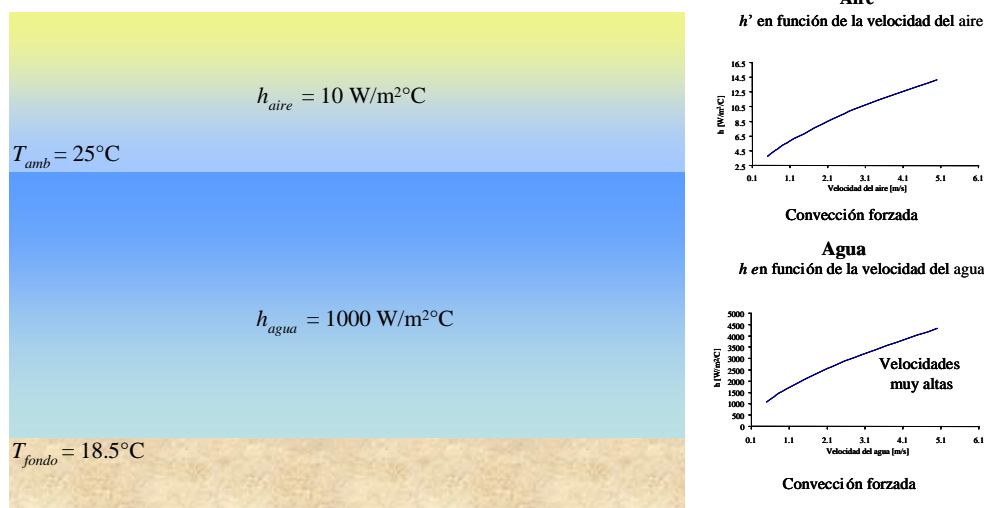 h_aire = 10 W/m²°C
T_amb = 25°C
h_agua = 1000 W/m²°C
T_fondo = 18.5°C
Aire
h' en función de la velocidad del aire
h [W/m²/C]
16.5
14.5
12.5
10.5
8.5
6.5
4.5
2.5
0.1 1.1 2.1 3.1 4.1 5.1 6.1
Velocidad del aire [m/s]
Convección forzada
Agua
h en función de la velocidad del agua
h [W/m²/C]
5000
4500
4000
3500
3000
2500
2000
1500
1000
500
0
Velocidades
muy altas
0.1 1.1 2.1 3.1 4.1 5.1 6.1
Velocidad del agua [m/s]
Convección forzada